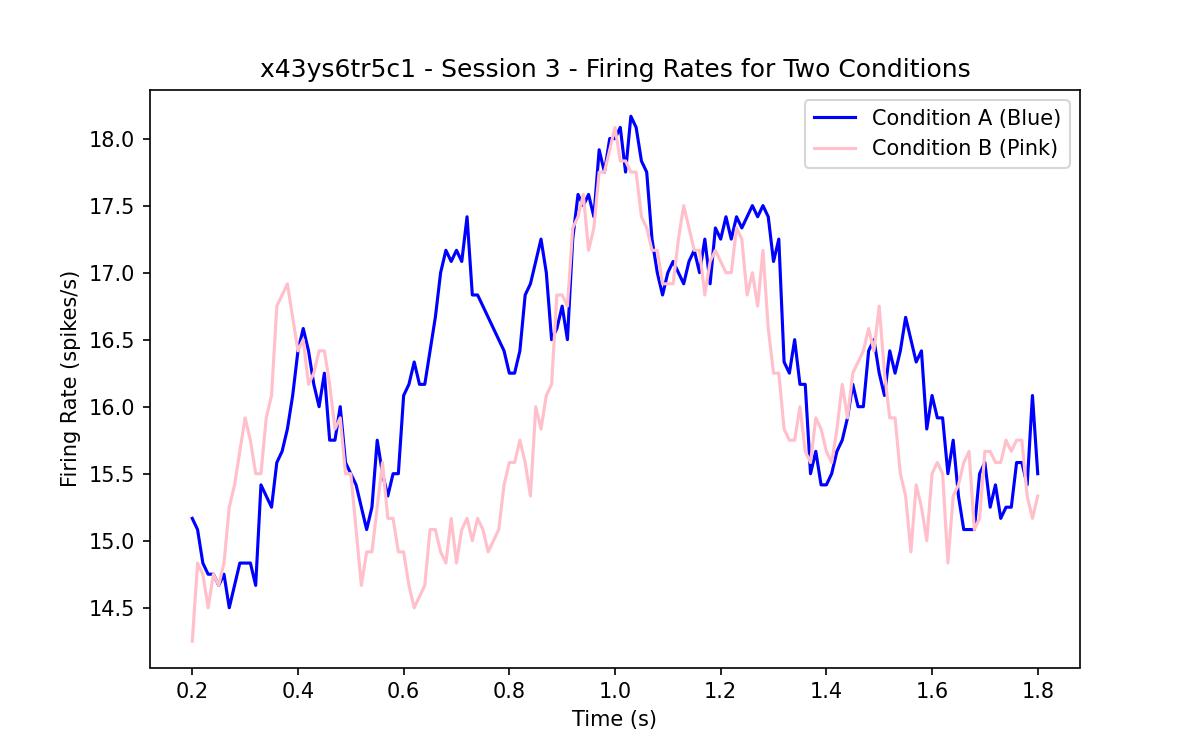 x43ys6tr5c1 - Session 3 - Firing Rates for Two Conditions
Condition A (Blue)
Condition B (Pink)
Firing Rate (spikes/s)
18.0
17.5
17.0
16.5
16.0
15.5
15.0
14.5
0.2 0.4 0.6 0.8 1.0 1.2 1.4 1.6 1.8
Time (s)